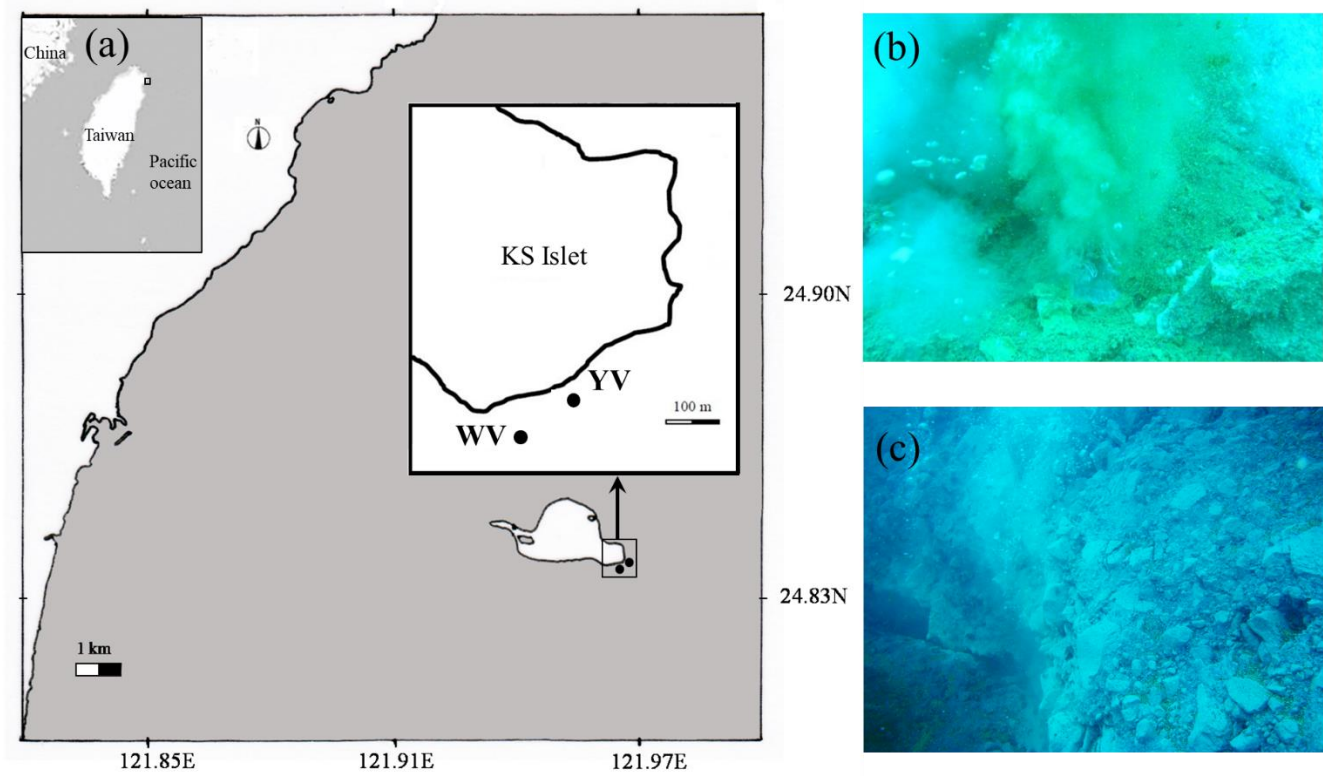 (a)
China
Taiwan
Pacific
ocean
N
KS Islet
YV
WV
100 m
24.90N
24.83N
1 km
121.85E
121.91E
121.97E
(b)
(c)